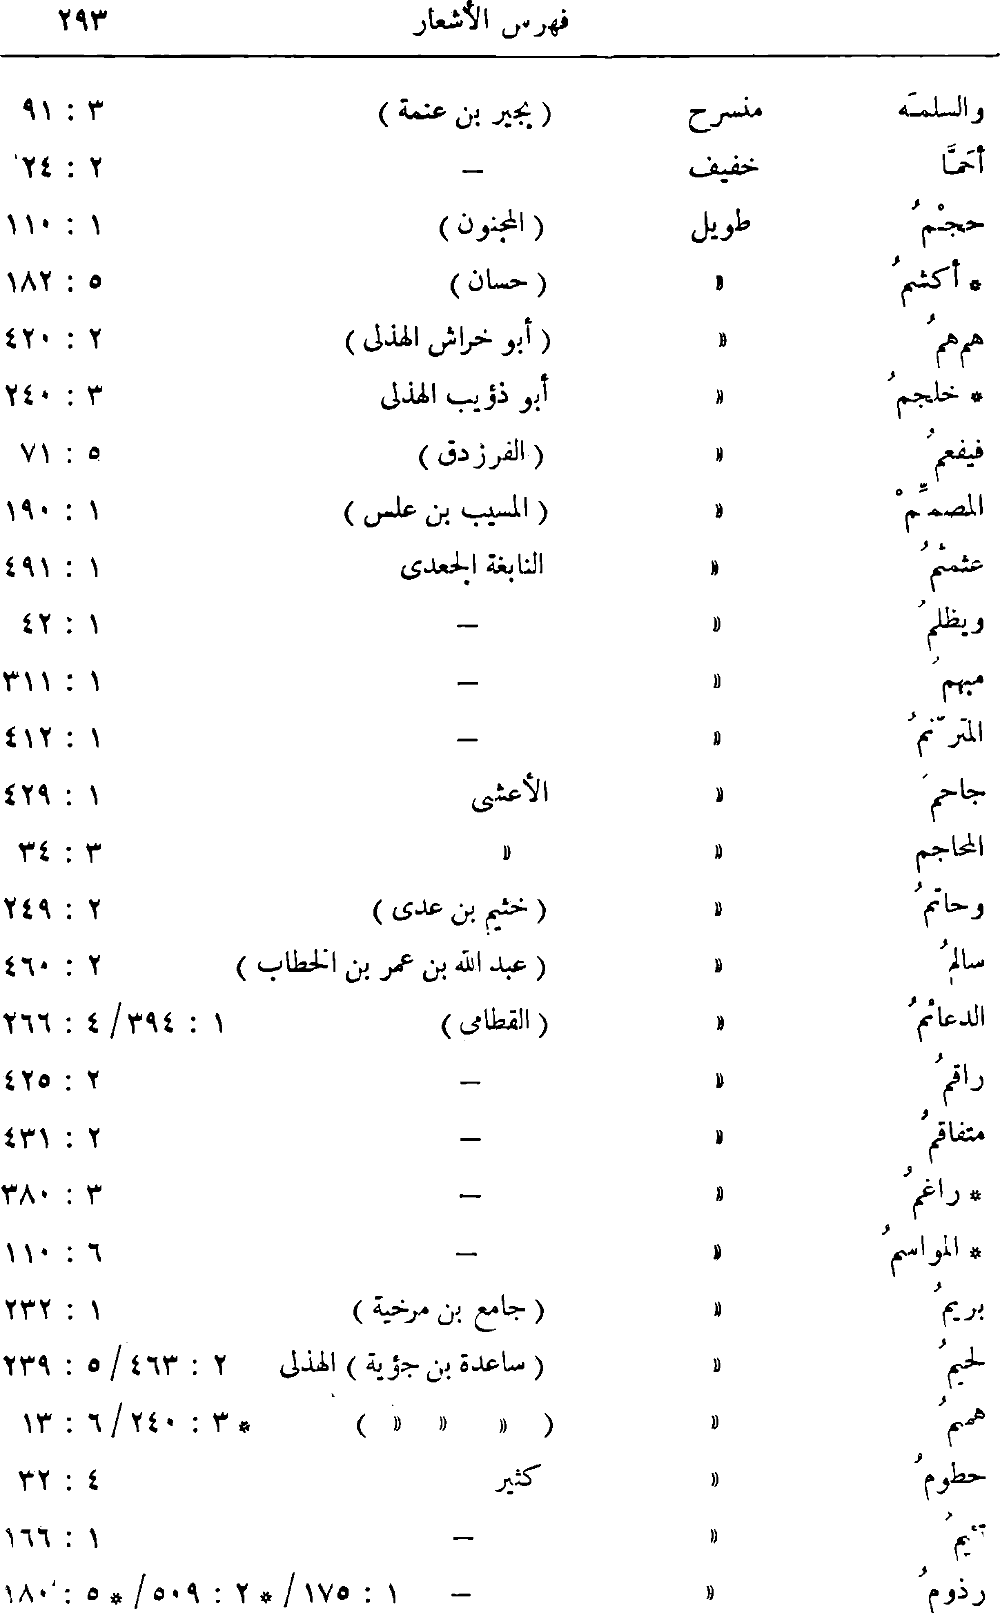 فهرس الأشعار ٢٩٣
والسلمـَه منسرح ( بجير بن عنمة ) ٣ : ٩١
أحَمَّا خفيف — ٢ : ٢٤
حجْمُ طويل ( المجنون ) ١ : ١١٠
* أكشمُ » ( حسان ) ٥ : ١٨٢
هم همُ » ( أبو خراش الهذلى ) ٢ : ٤٢٠
* خلجمُ » أبو ذؤيب الهذلى ٣ : ٢٤٠
فيفعمُ » ( الفرزدق ) ٥ : ٧١
المصمِّمْ » ( المسيب بن علس ) ١ : ١٩٠
عثمثمُ » النابغة الجعدى ١ : ٤٩١
ويظلمُ » — ١ : ٤٢
مبهمُ » — ١ : ٣١١
المترنّمُ » — ١ : ٤١٢
جاحمُ » الأعشى ١ : ٤٢٩
المحاجم » » ٣ : ٣٤
وحاتمُ » ( خثيم بن عدى ) ٢ : ٢٤٩
سالمُ » ( عبد الله بن عمر بن الخطاب ) ٢ : ٤٦٠
الدعائمُ » ( القطامى ) ١ : ٣٩٤/ ٤ : ٢٦٦
راقمُ » — ٢ : ٤٢٥
متفاقمُ » — ٢ : ٤٣١
* راغمُ » — ٣ : ٣٨٠
* المواسمُ » — ٦ : ١١٠
بريمُ » ( جامع بن مرخية ) ١ : ٢٣٢
لحيمُ » ( ساعدة بن جؤية ) الهذلى ٢ : ٤٦٣/ ٥ : ٢٣٩
هميمُ » ( » » » » ) * ٣ : ٢٤٠/ ٦ : ١٣
حطومُ » كثير ٤ : ٣٢
» — ١ : ١٦٦
رذومُ » — ١ : ١٧٥/ * ٢ : ٥٠٩/ * ٥ : ١٨٠